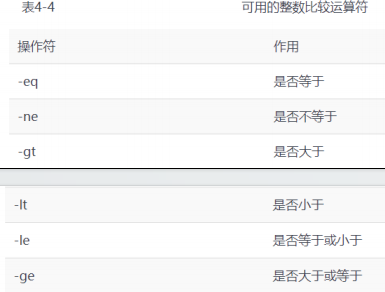 表4-4 可用的整数比较运算符
操作符 作用
-eq 是否等于
-ne 是否不等于
-gt 是否大于
-lt 是否小于
-le 是否等于或小于
-ge 是否大于或等于